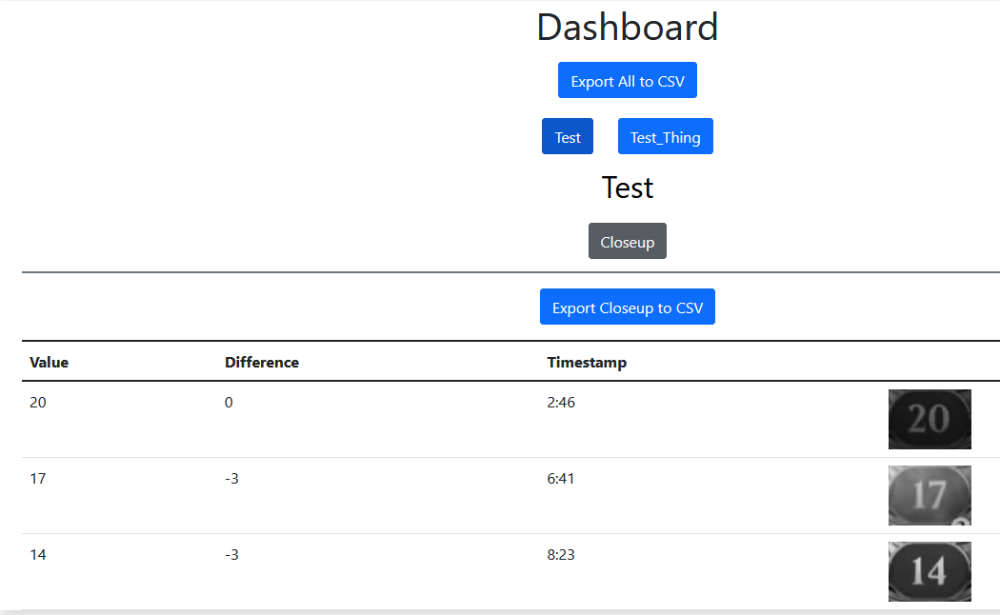 Dashboard
Export All to CSV
Test Test_Thing
Test
Closeup
Export Closeup to CSV
Value Difference Timestamp
20 0 2:46 20
17 -3 6:41 17
14 -3 8:23 14